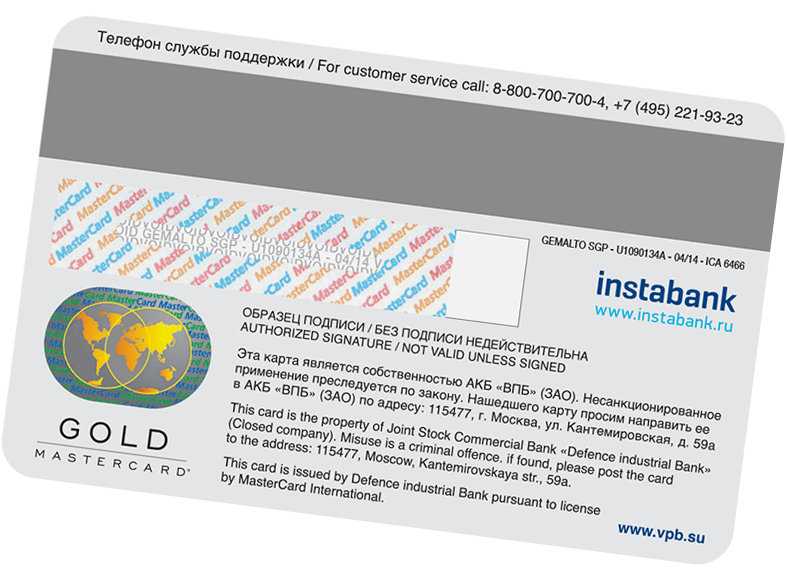 Телефон службы поддержки / For customer service call: 8-800-700-700-4, +7 (495) 221-93-23
GEMALTO SGP - U1090134A - 04/14 - ICA 6466
OID GEMALTO SGP - U1090134A - 04/14
instabank
www.instabank.ru
ОБРАЗЕЦ ПОДПИСИ / БЕЗ ПОДПИСИ НЕДЕЙСТВИТЕЛЬНА
AUTHORIZED SIGNATURE / NOT VALID UNLESS SIGNED
Эта карта является собственностью АКБ «ВПБ» (ЗАО). Несанкционированное
применение преследуется по закону. Нашедшего карту просим направить ее
в АКБ «ВПБ» (ЗАО) по адресу: 115477, г. Москва, ул. Кантемировская, д. 59а
This card is the property of Joint Stock Commercial Bank «Defence industrial Bank»
(Closed company). Misuse is a criminal offence. if found, please post the card
to the address: 115477, Moscow, Kantemirovskaya str., 59a.
This card is issued by Defence industrial Bank pursuant to license
by MasterCard International.
GOLD
MASTERCARD
www.vpb.su